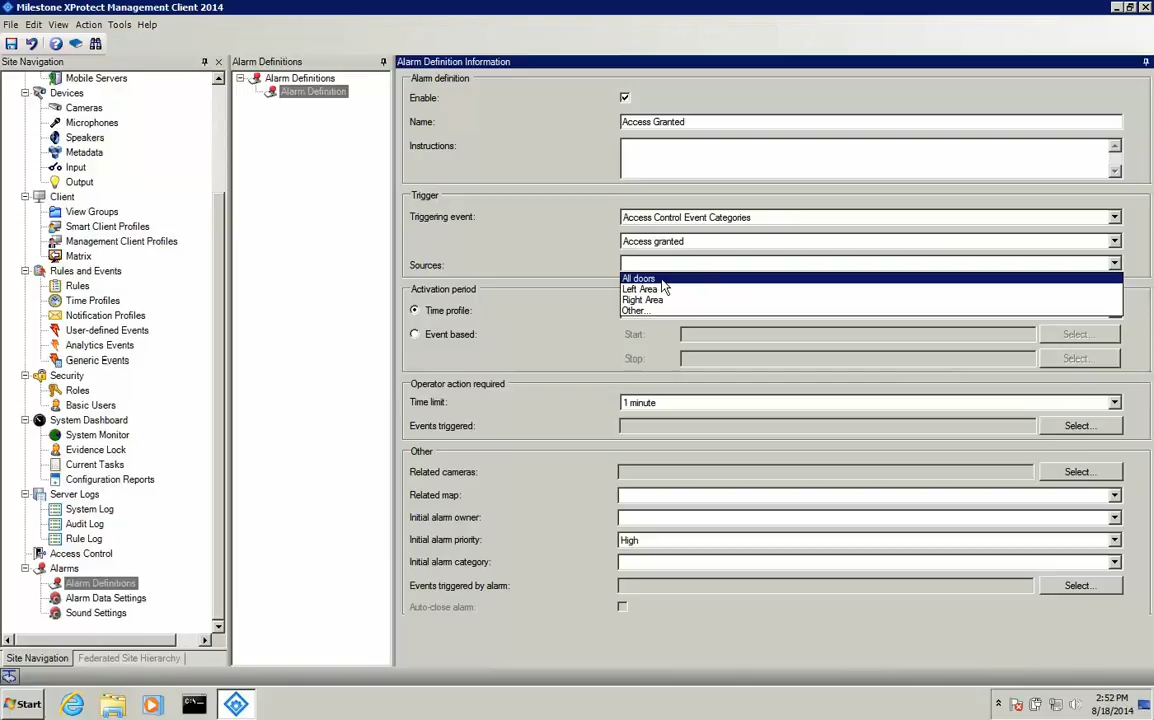 Milestone XProtect Management Client 2014
File Edit View Action Tools Help
Site Navigation
Mobile Servers
Devices
Cameras
Microphones
Speakers
Metadata
Input
Output
Client
View Groups
Smart Client Profiles
Management Client Profiles
Matrix
Rules and Events
Rules
Time Profiles
Notification Profiles
User-defined Events
Analytics Events
Generic Events
Security
Roles
Basic Users
System Dashboard
System Monitor
Evidence Lock
Current Tasks
Configuration Reports
Server Logs
System Log
Audit Log
Rule Log
Access Control
Alarms
Alarm Definitions
Alarm Data Settings
Sound Settings
Site Navigation Federated Site Hierarchy
Alarm Definitions
Alarm Definitions
Alarm Definition
Alarm Definition Information
Alarm definition
Enable:
Name: Access Granted
Instructions:
Trigger
Triggering event: Access Control Event Categories
Access granted
Sources:
All doors
Left Area
Right Area
Other...
Activation period
Time profile:
Event based: Start: Select...
Stop: Select...
Operator action required
Time limit: 1 minute
Events triggered: Select...
Other
Related cameras: Select...
Related map:
Initial alarm owner:
Initial alarm priority: High
Initial alarm category:
Events triggered by alarm: Select...
Auto-close alarm:
Start
2:52 PM
8/18/2014